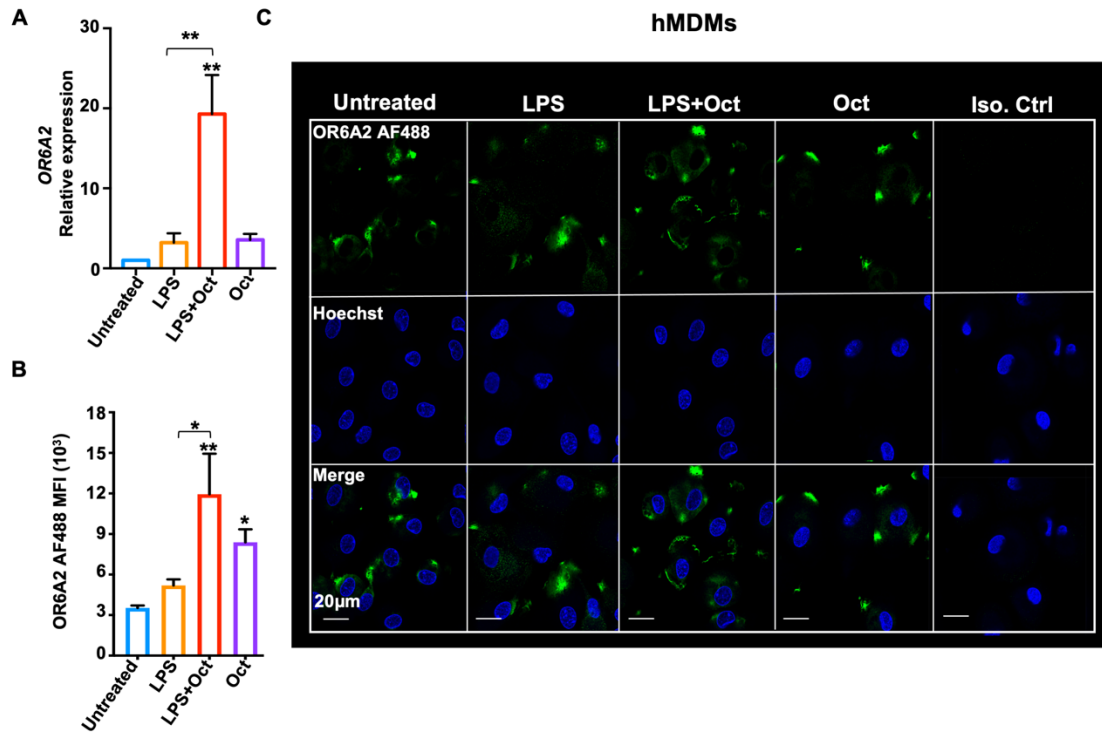 A
OR6A2
Relative expression
30
20
10
0
**
**
Untreated
LPS
LPS+Oct
Oct
B
OR6A2 AF488 MFI (10³)
18
15
12
9
6
3
0
*
**
*
Untreated
LPS
LPS+Oct
Oct
C
hMDMs
Untreated LPS LPS+Oct Oct Iso. Ctrl
OR6A2 AF488
Hoechst
Merge
20µm